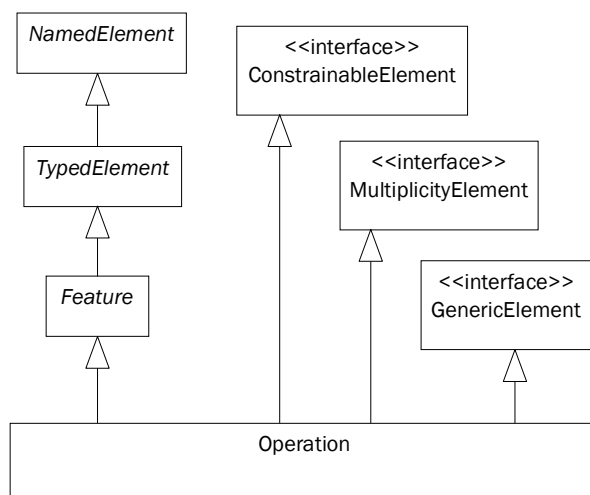 NamedElement
<<interface>>
ConstrainableElement
TypedElement
<<interface>>
MultiplicityElement
Feature
<<interface>>
GenericElement
Operation